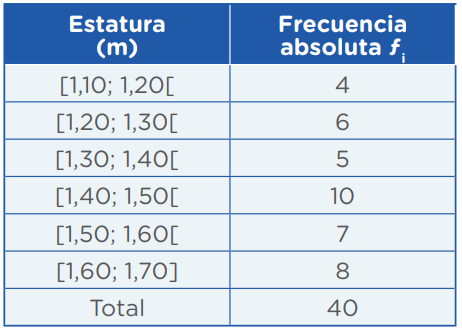 Estatura Frecuencia
(m) absoluta fi
[1,10; 1,20[ 4
[1,20; 1,30[ 6
[1,30; 1,40[ 5
[1,40; 1,50[ 10
[1,50; 1,60[ 7
[1,60; 1,70] 8
Total 40